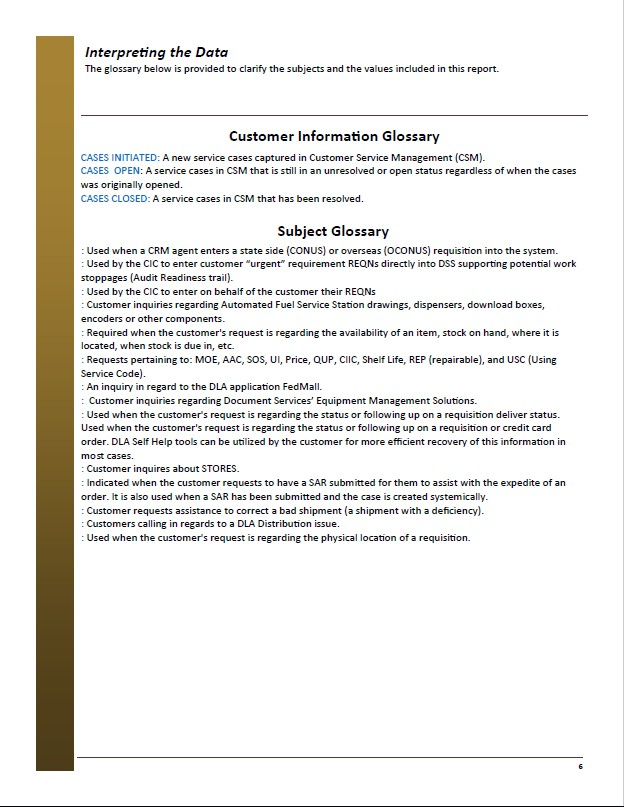 Interpreting the Data
The glossary below is provided to clarify the subjects and the values included in this report.
Customer Information Glossary
CASES INITIATED: A new service cases captured in Customer Service Management (CSM).
CASES  OPEN: A service cases in CSM that is still in an unresolved or open status regardless of when the cases
was originally opened.
CASES CLOSED: A service cases in CSM that has been resolved.
Subject Glossary
: Used when a CRM agent enters a state side (CONUS) or overseas (OCONUS) requisition into the system.
: Used by the CIC to enter customer “urgent” requirement REQNs directly into DSS supporting potential work
stoppages (Audit Readiness trail).
: Used by the CIC to enter on behalf of the customer their REQNs
: Customer inquiries regarding Automated Fuel Service Station drawings, dispensers, download boxes,
encoders or other components.
: Required when the customer's request is regarding the availability of an item, stock on hand, where it is
located, when stock is due in, etc.
: Requests pertaining to: MOE, AAC, SOS, UI, Price, QUP, CIIC, Shelf Life, REP (repairable), and USC (Using
Service Code).
: An inquiry in regard to the DLA application FedMall.
:  Customer inquiries regarding Document Services’ Equipment Management Solutions.
: Used when the customer's request is regarding the status or following up on a requisition deliver status.
Used when the customer's request is regarding the status or following up on a requisition or credit card
order. DLA Self Help tools can be utilized by the customer for more efficient recovery of this information in
most cases.
: Customer inquires about STORES.
: Indicated when the customer requests to have a SAR submitted for them to assist with the expedite of an
order. It is also used when a SAR has been submitted and the case is created systemically.
: Customer requests assistance to correct a bad shipment (a shipment with a deficiency).
: Customers calling in regards to a DLA Distribution issue.
: Used when the customer's request is regarding the physical location of a requisition.
6